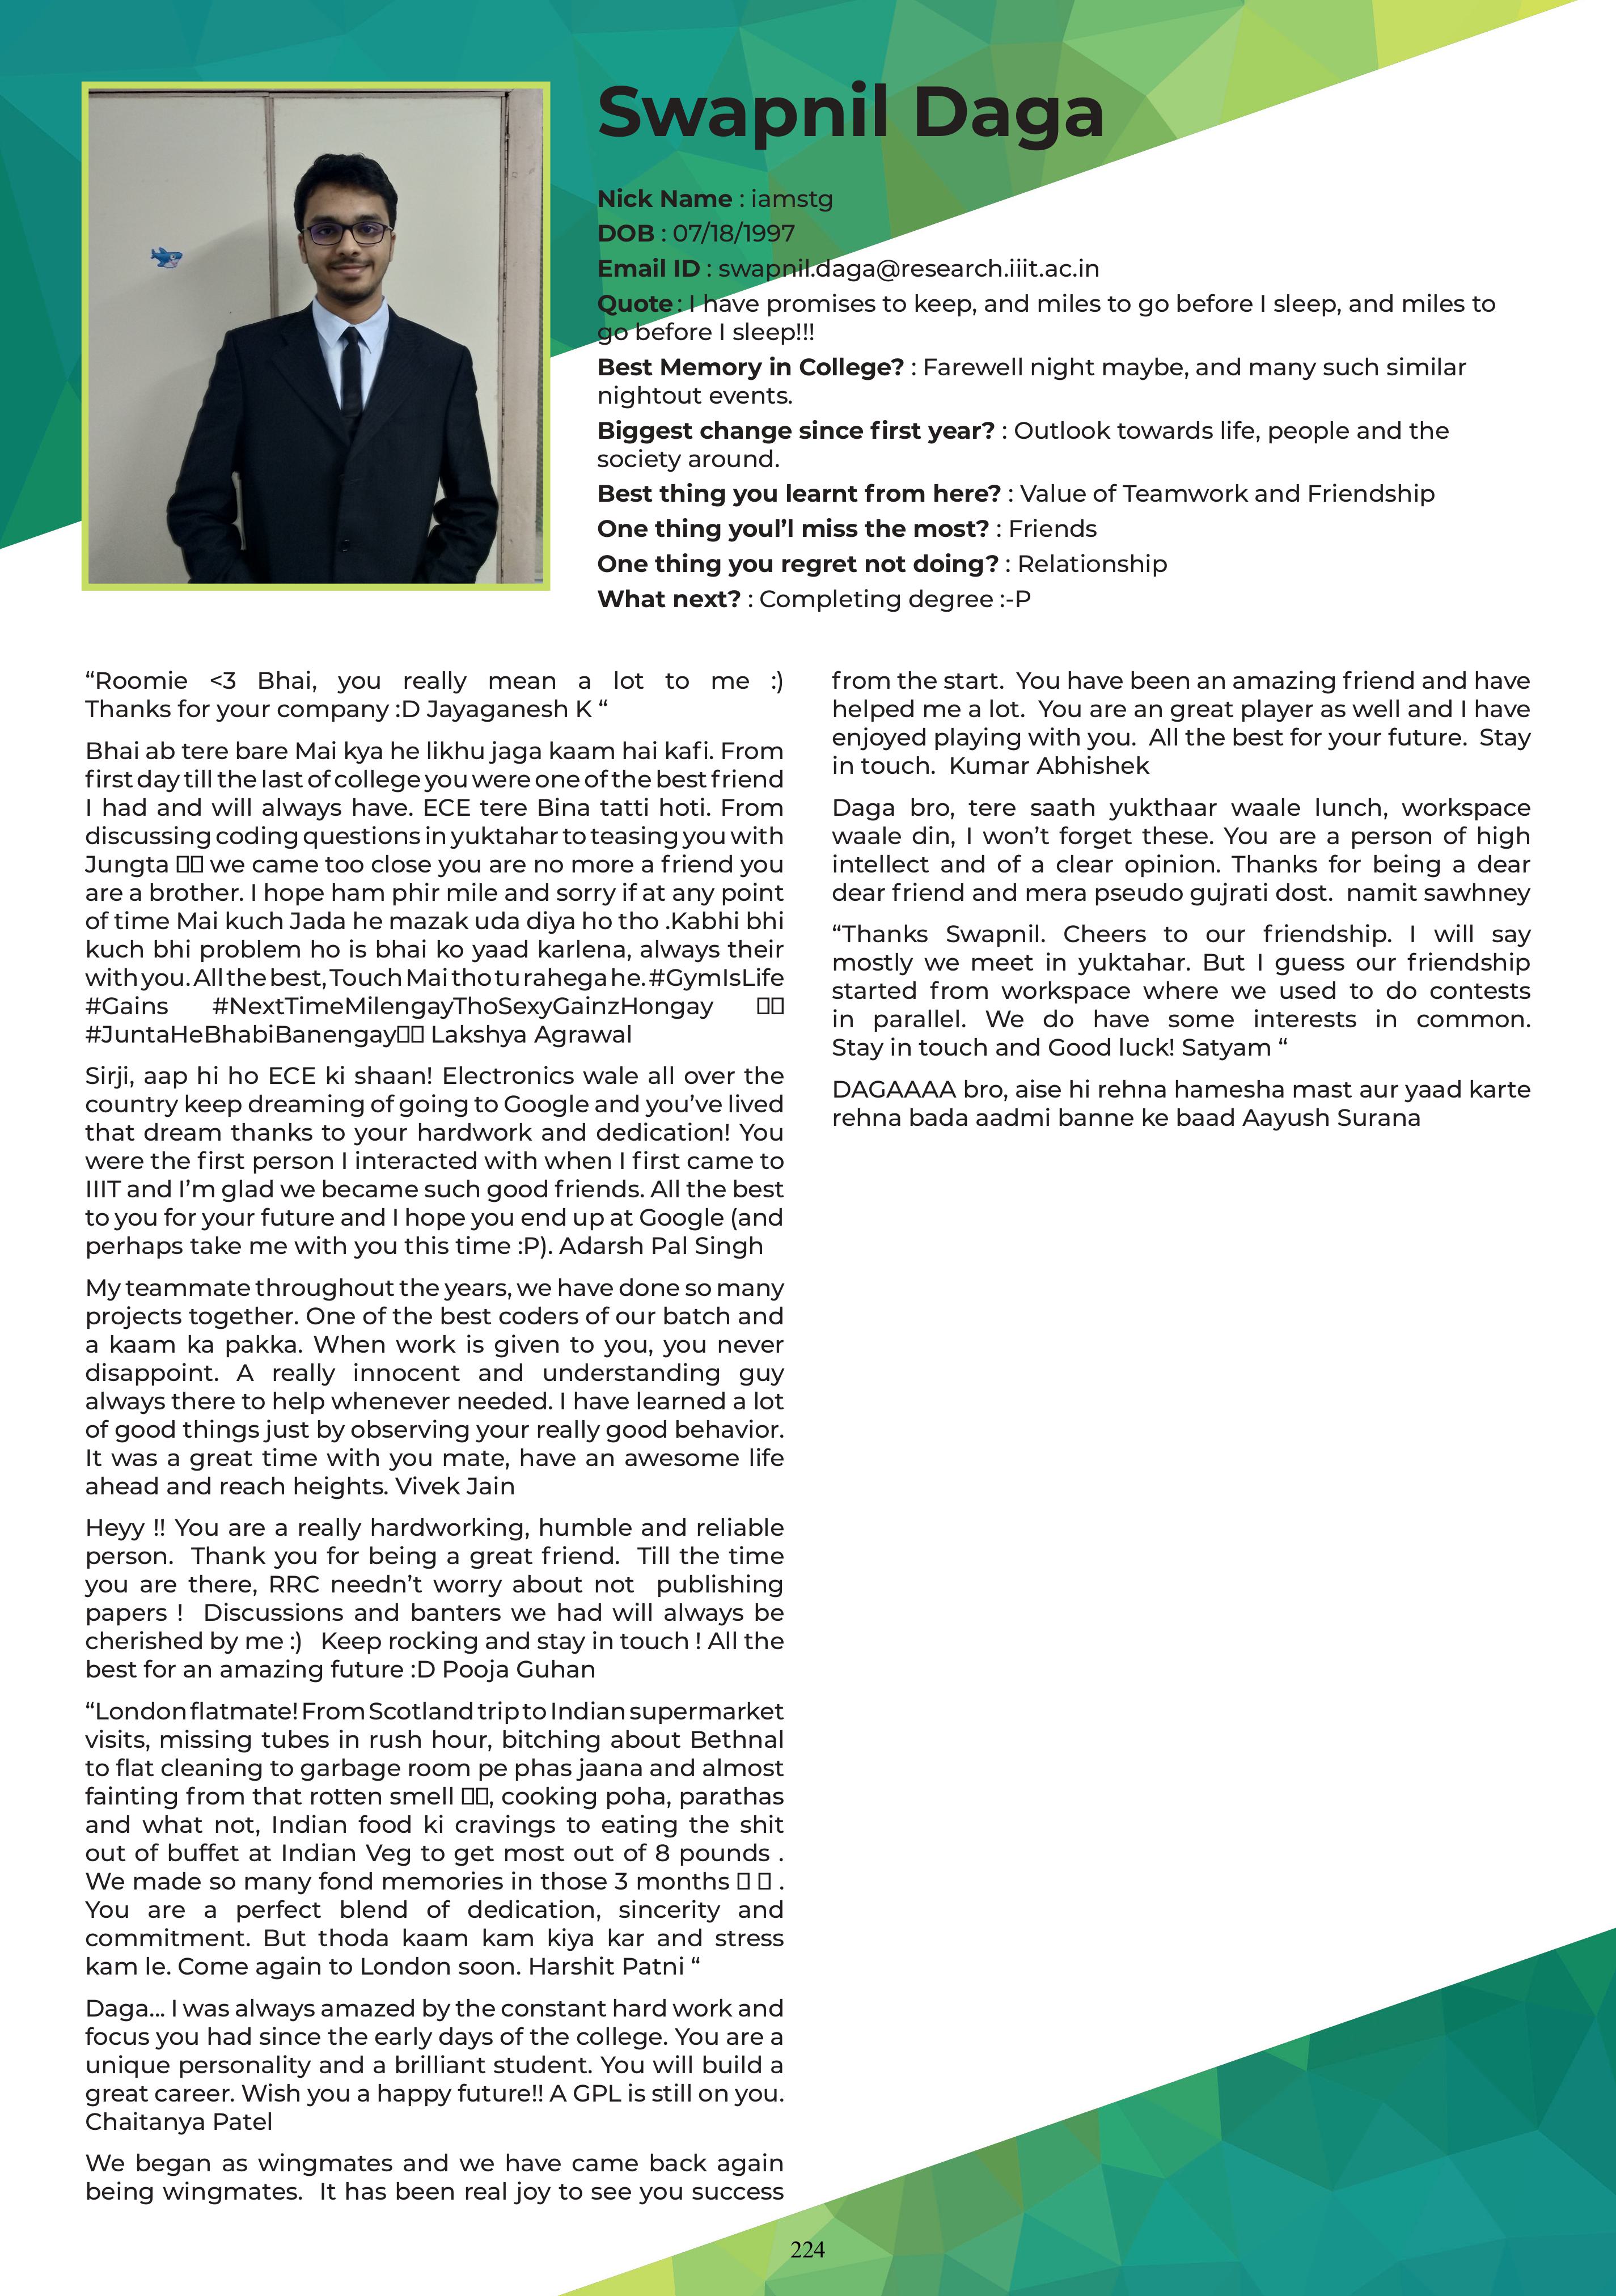 Swapnil Daga
Nick Name : iamstg
DOB : 07/18/1997
Email ID : swapnil.daga@research.iiit.ac.in
Quote : I have promises to keep, and miles to go before I sleep, and miles to
go before I sleep!!!
Best Memory in College? : Farewell night maybe, and many such similar
nightout events.
Biggest change since first year? : Outlook towards life, people and the
society around.
Best thing you learnt from here? : Value of Teamwork and Friendship
One thing youl’l miss the most? : Friends
One thing you regret not doing? : Relationship
What next? : Completing degree :-P
“Roomie <3 Bhai, you really mean a lot to me :)
Thanks for your company :D Jayaganesh K “
Bhai ab tere bare Mai kya he likhu jaga kaam hai kafi. From
first day till the last of college you were one of the best friend
I had and will always have. ECE tere Bina tatti hoti. From
discussing coding questions in yuktahar to teasing you with
Jungta □□ we came too close you are no more a friend you
are a brother. I hope ham phir mile and sorry if at any point
of time Mai kuch Jada he mazak uda diya ho tho .Kabhi bhi
kuch bhi problem ho is bhai ko yaad karlena, always their
with you. All the best, Touch Mai tho tu rahega he. #GymIsLife
#Gains #NextTimeMilengayThoSexyGainzHongay □□
#JuntaHeBhabiBanengay□□ Lakshya Agrawal
Sirji, aap hi ho ECE ki shaan! Electronics wale all over the
country keep dreaming of going to Google and you’ve lived
that dream thanks to your hardwork and dedication! You
were the first person I interacted with when I first came to
IIIT and I’m glad we became such good friends. All the best
to you for your future and I hope you end up at Google (and
perhaps take me with you this time :P). Adarsh Pal Singh
My teammate throughout the years, we have done so many
projects together. One of the best coders of our batch and
a kaam ka pakka. When work is given to you, you never
disappoint. A really innocent and understanding guy
always there to help whenever needed. I have learned a lot
of good things just by observing your really good behavior.
It was a great time with you mate, have an awesome life
ahead and reach heights. Vivek Jain
Heyy !! You are a really hardworking, humble and reliable
person. Thank you for being a great friend. Till the time
you are there, RRC needn’t worry about not publishing
papers ! Discussions and banters we had will always be
cherished by me :) Keep rocking and stay in touch ! All the
best for an amazing future :D Pooja Guhan
“London flatmate! From Scotland trip to Indian supermarket
visits, missing tubes in rush hour, bitching about Bethnal
to flat cleaning to garbage room pe phas jaana and almost
fainting from that rotten smell □□, cooking poha, parathas
and what not, Indian food ki cravings to eating the shit
out of buffet at Indian Veg to get most out of 8 pounds .
We made so many fond memories in those 3 months □ □ .
You are a perfect blend of dedication, sincerity and
commitment. But thoda kaam kam kiya kar and stress
kam le. Come again to London soon. Harshit Patni “
Daga... I was always amazed by the constant hard work and
focus you had since the early days of the college. You are a
unique personality and a brilliant student. You will build a
great career. Wish you a happy future!! A GPL is still on you.
Chaitanya Patel
We began as wingmates and we have came back again
being wingmates. It has been real joy to see you success
from the start. You have been an amazing friend and have
helped me a lot. You are an great player as well and I have
enjoyed playing with you. All the best for your future. Stay
in touch. Kumar Abhishek
Daga bro, tere saath yukthaar waale lunch, workspace
waale din, I won’t forget these. You are a person of high
intellect and of a clear opinion. Thanks for being a dear
dear friend and mera pseudo gujrati dost. namit sawhney
“Thanks Swapnil. Cheers to our friendship. I will say
mostly we meet in yuktahar. But I guess our friendship
started from workspace where we used to do contests
in parallel. We do have some interests in common.
Stay in touch and Good luck! Satyam “
DAGAAAA bro, aise hi rehna hamesha mast aur yaad karte
rehna bada aadmi banne ke baad Aayush Surana
224